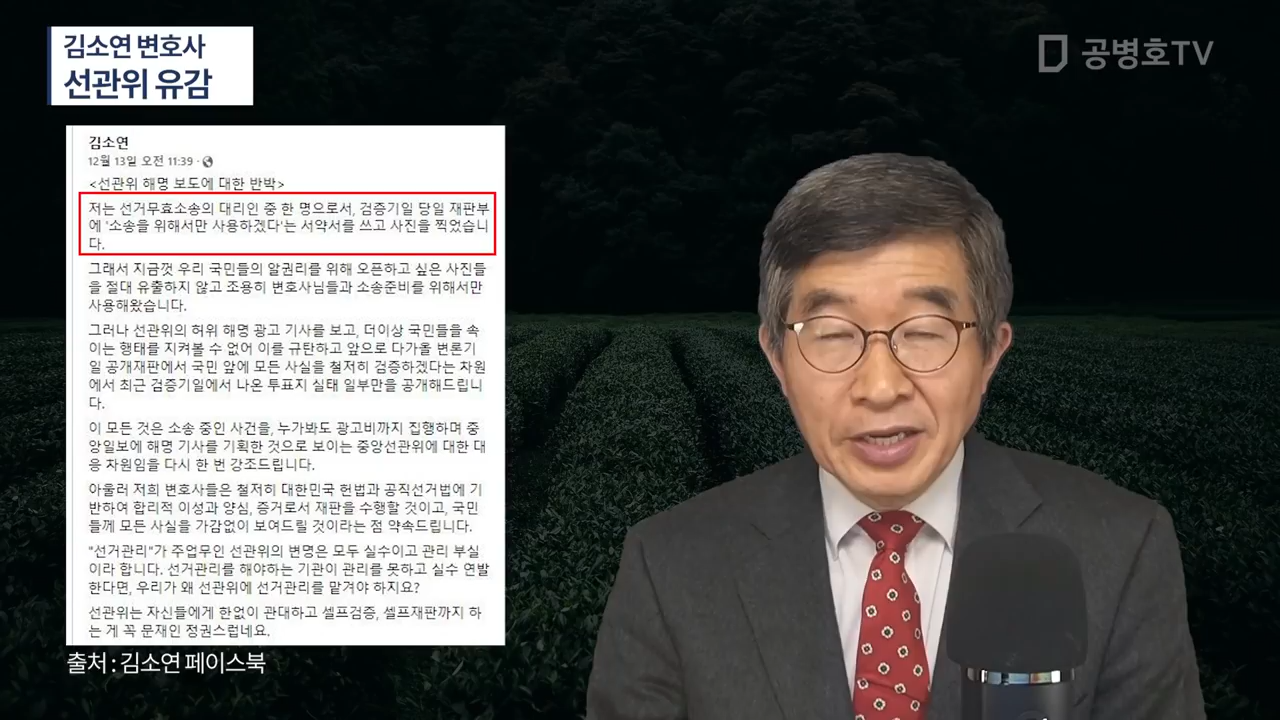 김소연 변호사
선관위 유감
공병호TV
김소연
12월 13일 오전 11:39 ·
<선관위 해명 보도에 대한 반박>
저는 선거무효소송의 대리인 중 한 명으로서, 검증기일 당일 재판부
에 '소송을 위해서만 사용하겠다'는 서약서를 쓰고 사진을 찍었습니
다.
그래서 지금껏 우리 국민들의 알권리를 위해 오픈하고 싶은 사진들
을 절대 유출하지 않고 조용히 변호사님들과 소송준비를 위해서만
사용해왔습니다.
그러나 선관위의 허위 해명 광고 기사를 보고, 더이상 국민들을 속
이는 행태를 지켜볼 수 없어 이를 규탄하고 앞으로 다가올 변론기
일 공개재판에서 국민 앞에 모든 사실을 철저히 검증하겠다는 차원
에서 최근 검증기일에서 나온 투표지 실태 일부만을 공개해드립니
다.
이 모든 것은 소송 중인 사건을, 누가봐도 광고비까지 집행하며 중
앙일보에 해명 기사를 기획한 것으로 보이는 중앙선관위에 대한 대
응 차원임을 다시 한 번 강조드립니다.
아울러 저희 변호사들은 철저히 대한민국 헌법과 공직선거법에 기
반하여 합리적 이성과 양심, 증거로서 재판을 수행할 것이고, 국민
들께 모든 사실을 가감없이 보여드릴 것이라는 점 약속드립니다.
"선거관리"가 주업무인 선관위의 변명은 모두 실수이고 관리 부실
이라 합니다. 선거관리를 해야하는 기관이 관리를 못하고 실수 연발
한다면, 우리가 왜 선관위에 선거관리를 맡겨야 하지요?
선관위는 자신들에게 한없이 관대하고 셀프검증, 셀프재판까지 하
는 게 꼭 문재인 정권스럽네요.
출처 : 김소연 페이스북